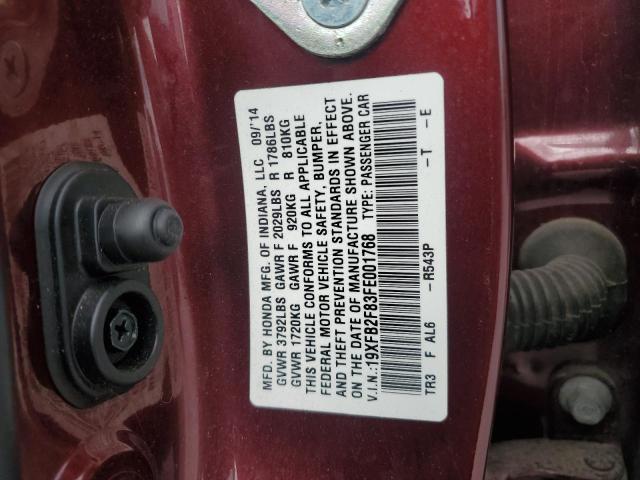 MFD. BY HONDA MFG. OF INDIANA, LLC 09/'14
GVWR 3792LBS GAWR F 2029LBS R 1786LBS
GVWR 1720KG GAWR F 920KG R 810KG
THIS VEHICLE CONFORMS TO ALL APPLICABLE
FEDERAL MOTOR VEHICLE SAFETY, BUMPER,
AND THEFT PREVENTION STANDARDS IN EFFECT
ON THE DATE OF MANUFACTURE SHOWN ABOVE.
V.I.N.:19XFB2F83FE001768 TYPE: PASSENGER CAR
TR3 F AL6 -R543P -T -E